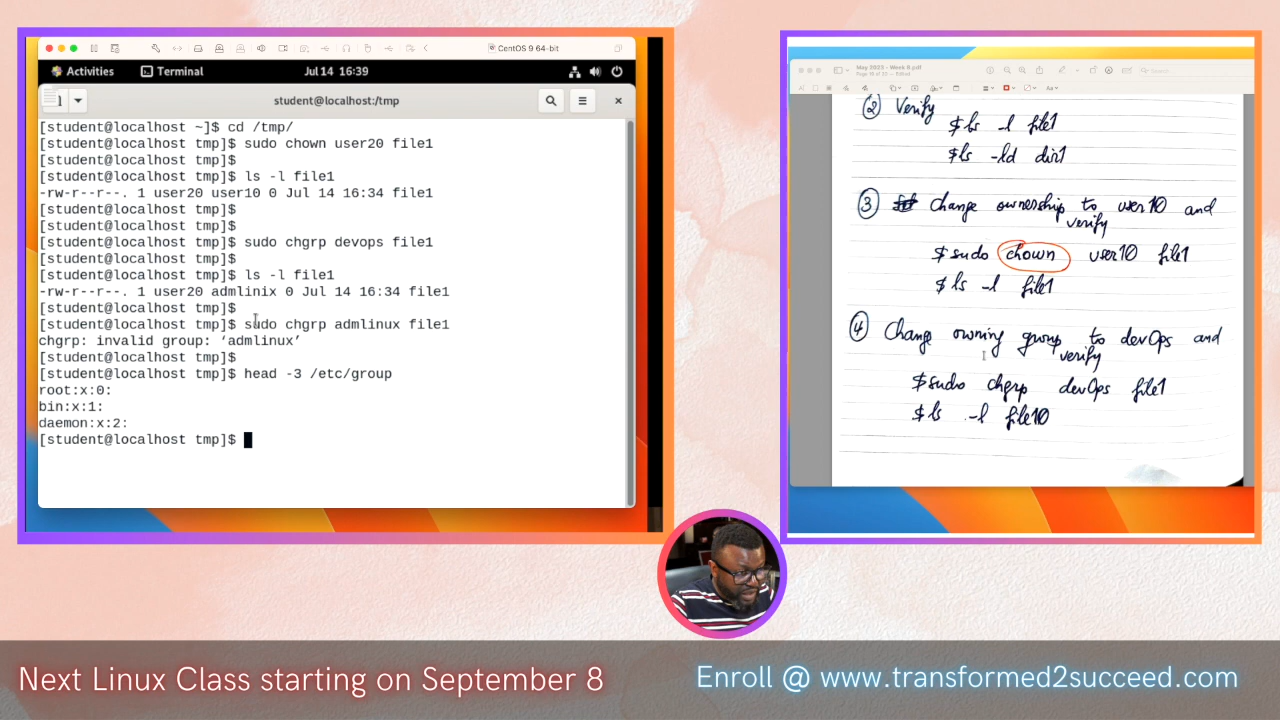 CentOS 9 64-bit
Activities Terminal Jul 14 16:39
student@localhost:/tmp
[student@localhost ~]$ cd /tmp/
[student@localhost tmp]$ sudo chown user20 file1
[student@localhost tmp]$
[student@localhost tmp]$ ls -l file1
-rw-r--r--. 1 user20 user10 0 Jul 14 16:34 file1
[student@localhost tmp]$
[student@localhost tmp]$
[student@localhost tmp]$ sudo chgrp devops file1
[student@localhost tmp]$
[student@localhost tmp]$ ls -l file1
-rw-r--r--. 1 user20 admlinix 0 Jul 14 16:34 file1
[student@localhost tmp]$
[student@localhost tmp]$ sudo chgrp admlinux file1
chgrp: invalid group: ‘admlinux’
[student@localhost tmp]$
[student@localhost tmp]$ head -3 /etc/group
root:x:0:
bin:x:1:
daemon:x:2:
[student@localhost tmp]$
May 2023 - Week 8.pdf
Search
2 Verify
$ls -l file1
$ls -ld dir1
3 Change ownership to user10 and
verify
$sudo chown user10 file1
$ls -l file1
4 Change owning group to devOps and
verify
$sudo chgrp devOps file1
$ls -l file10
Next Linux Class starting on September 8
Enroll @ www.transformed2succeed.com